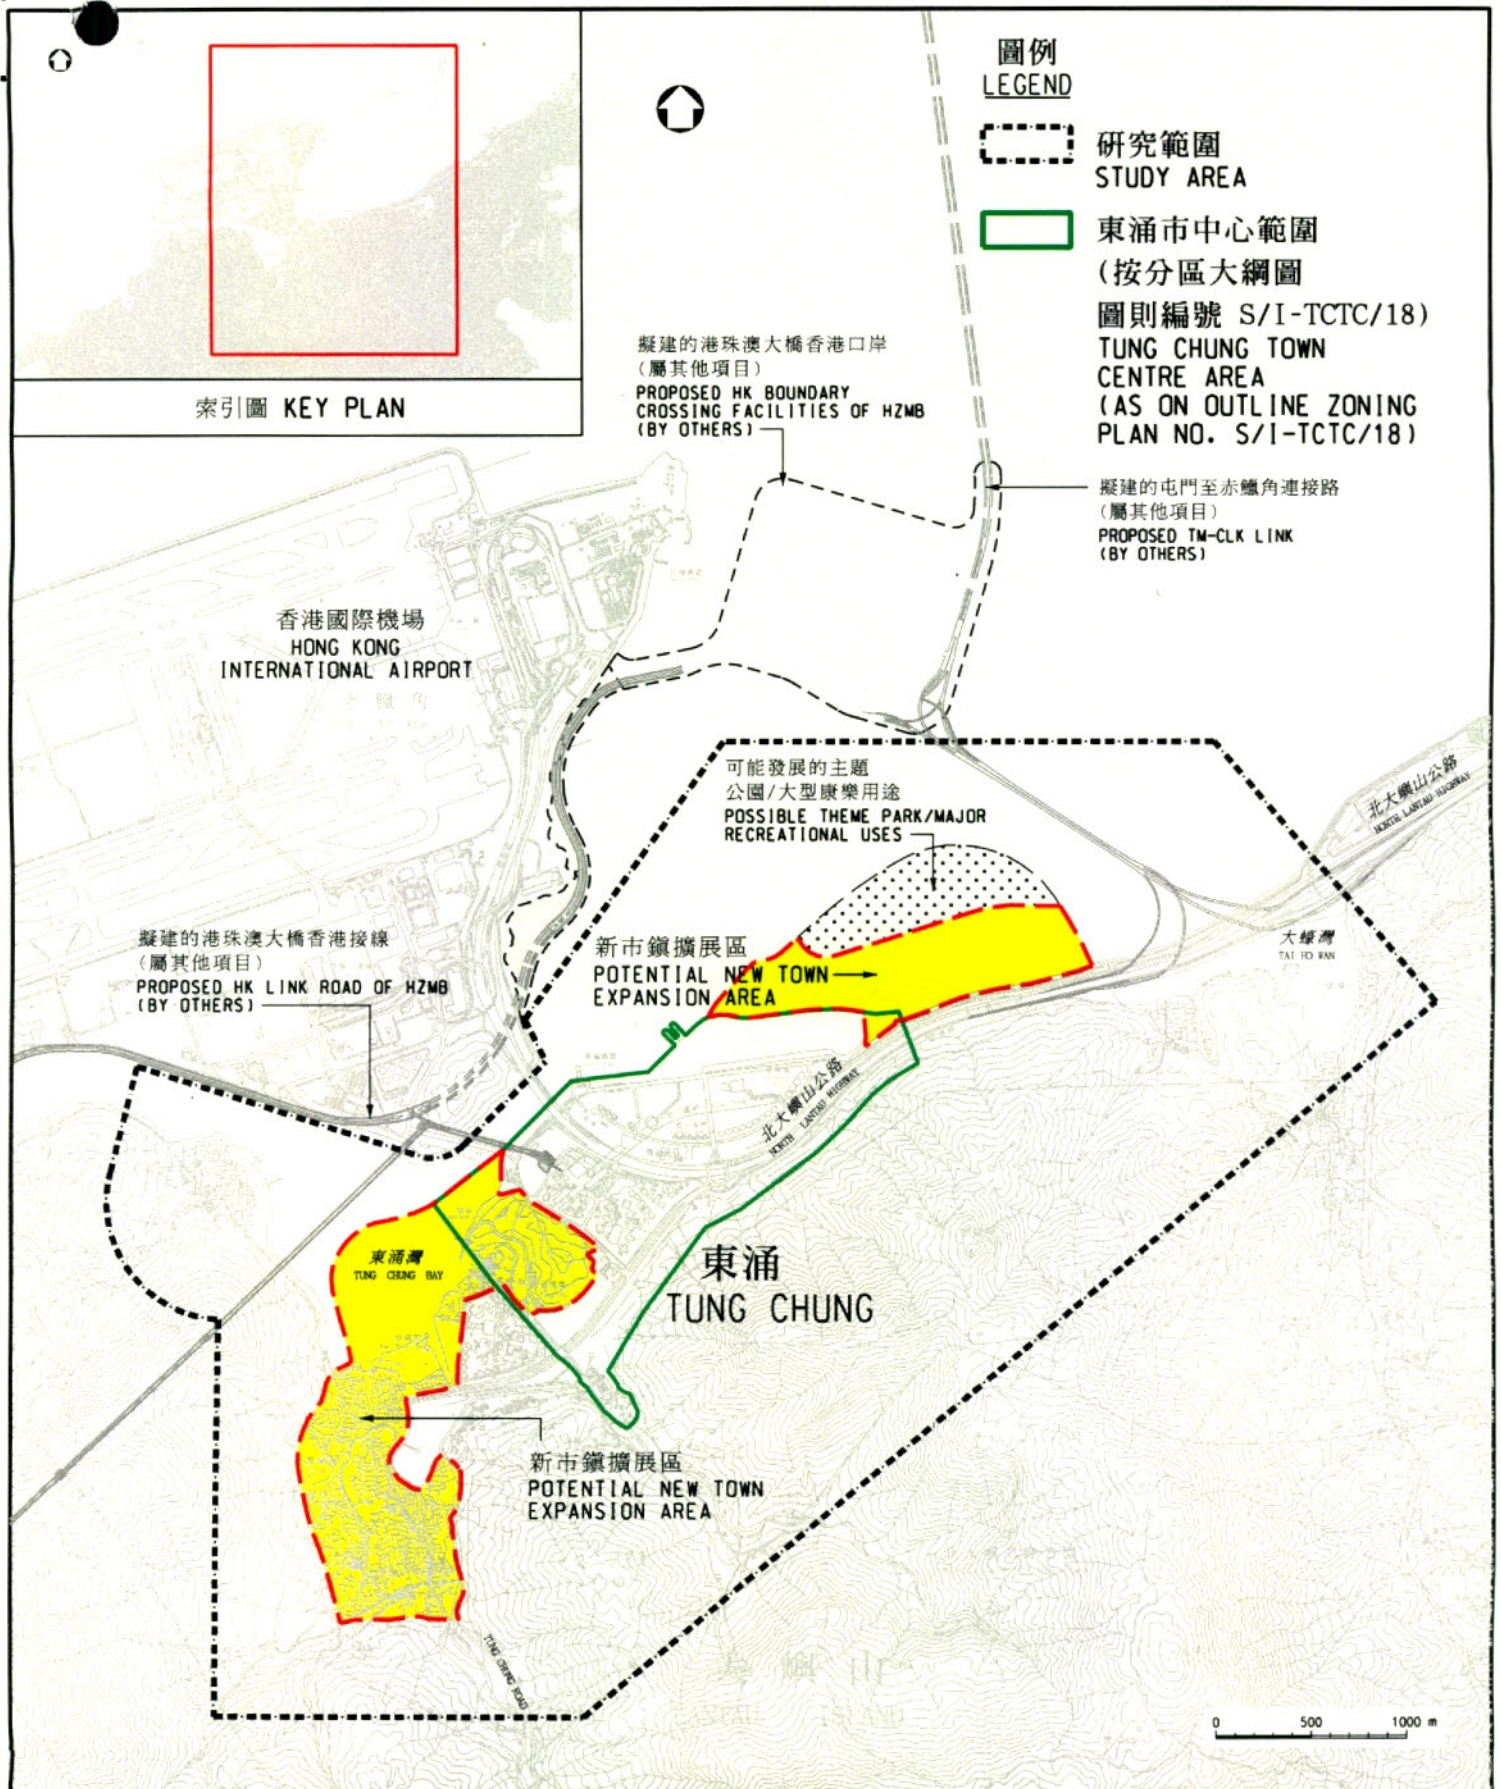 索引圖 KEY PLAN
圖例
LEGEND
研究範圍
STUDY AREA
東涌市中心範圍
(按分區大綱圖
圖則編號 S/I-TCTC/18)
TUNG CHUNG TOWN
CENTRE AREA
(AS ON OUTLINE ZONING
PLAN NO. S/I-TCTC/18)
擬建的港珠澳大橋香港口岸
(屬其他項目)
PROPOSED HK BOUNDARY
CROSSING FACILITIES OF HZMB
(BY OTHERS)
擬建的屯門至赤鱲角連接路
(屬其他項目)
PROPOSED TM-CLK LINK
(BY OTHERS)
香港國際機場
HONG KONG
INTERNATIONAL AIRPORT
可能發展的主題
公園/大型康樂用途
POSSIBLE THEME PARK/MAJOR
RECREATIONAL USES
北大嶼山公路
NORTH LANTAU HIGHWAY
擬建的港珠澳大橋香港接線
(屬其他項目)
PROPOSED HK LINK ROAD OF HZMB
(BY OTHERS)
新市鎮擴展區
POTENTIAL NEW TOWN
EXPANSION AREA
大蠔灣
TAI HO WAN
北大嶼山公路
NORTH LANTAU HIGHWAY
東涌灣
TUNG CHUNG BAY
東涌
TUNG CHUNG
新市鎮擴展區
POTENTIAL NEW TOWN
EXPANSION AREA
TUNG CHUNG ROAD
0 500 1000 m